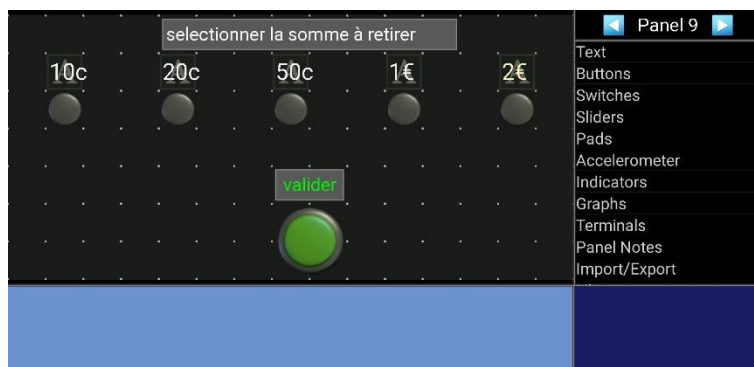 selectionner la somme à retirer
10c 20c 50c 1€ 2€
valider
Panel 9
Text
Buttons
Switches
Sliders
Pads
Accelerometer
Indicators
Graphs
Terminals
Panel Notes
Import/Export